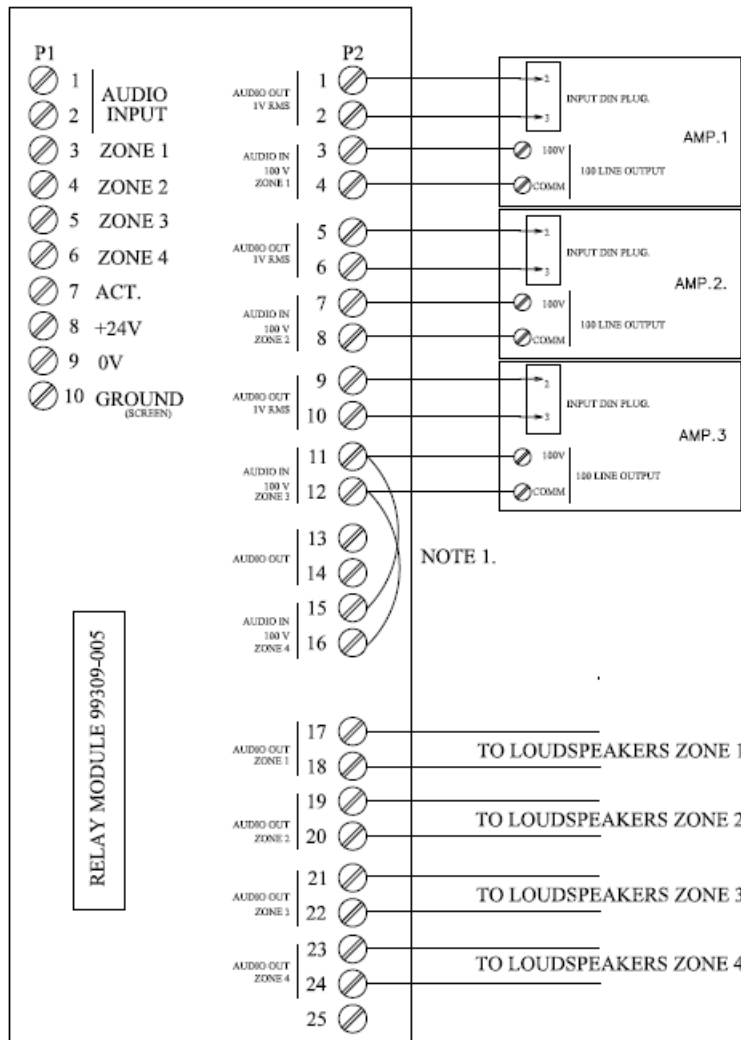 P1
1
2
AUDIO
INPUT
3 ZONE 1
4 ZONE 2
5 ZONE 3
6 ZONE 4
7 ACT.
8 +24V
9 0V
10 GROUND
(SCREEN)
RELAY MODULE 99309-005
P2
AUDIO OUT
1V RMS
1
2
AUDIO IN
100 V
ZONE 1
3
4
AUDIO OUT
1V RMS
5
6
AUDIO IN
100 V
ZONE 2
7
8
AUDIO OUT
1V RMS
9
10
AUDIO IN
100 V
ZONE 3
11
12
AUDIO OUT
13
14
AUDIO IN
100 V
ZONE 4
15
16
AUDIO OUT
ZONE 1
17
18
AUDIO OUT
ZONE 2
19
20
AUDIO OUT
ZONE 3
21
22
AUDIO OUT
ZONE 4
23
24
25
2
3
INPUT DIN PLUG.
AMP.1
100V
COMM
100 LINE OUTPUT
2
3
INPUT DIN PLUG.
AMP.2.
100V
COMM
100 LINE OUTPUT
2
3
INPUT DIN PLUG.
AMP.3
100V
COMM
100 LINE OUTPUT
NOTE 1.
TO LOUDSPEAKERS ZONE 1
TO LOUDSPEAKERS ZONE 2
TO LOUDSPEAKERS ZONE 3
TO LOUDSPEAKERS ZONE 4